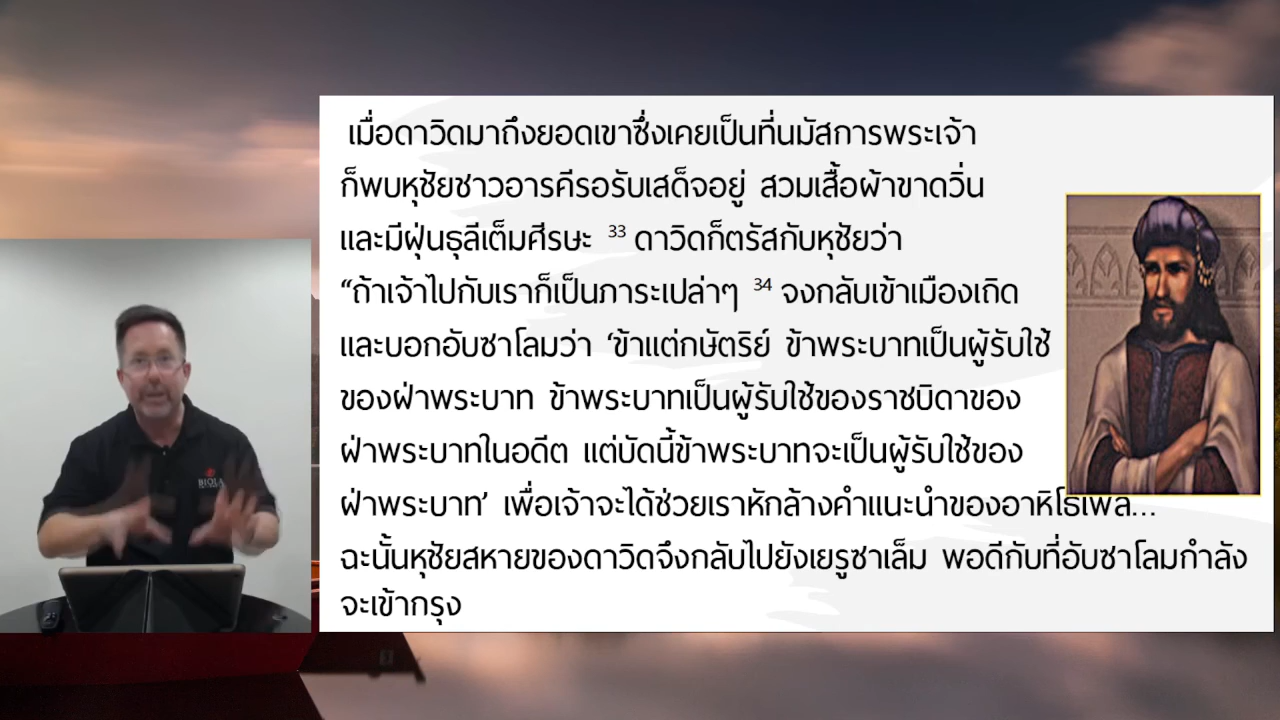 เมื่อดาวิดมาถึงยอดเขาซึ่งเคยเป็นที่นมัสการพระเจ้า
ก็พบหุชัยชาวอารคีรอรับเสด็จอยู่ สวมเสื้อผ้าขาดวิ่น
และมีฝุ่นธุลีเต็มศีรษะ 33 ดาวิดก็ตรัสกับหุชัยว่า
“ถ้าเจ้าไปกับเราก็เป็นภาระเปล่าๆ 34 จงกลับเข้าเมืองเถิด
และบอกอับซาโลมว่า ‘ข้าแต่กษัตริย์ ข้าพระบาทเป็นผู้รับใช้
ของฝ่าพระบาท ข้าพระบาทเป็นผู้รับใช้ของราชบิดาของ
ฝ่าพระบาทในอดีต แต่บัดนี้ข้าพระบาทจะเป็นผู้รับใช้ของ
ฝ่าพระบาท’ เพื่อเจ้าจะได้ช่วยเราหักล้างคำแนะนำของอาหิโธเฟล...
ฉะนั้นหุชัยสหายของดาวิดจึงกลับไปยังเยรูซาเล็ม พอดีกับที่อับซาโลมกำลัง
จะเข้ากรุง
BIOLA